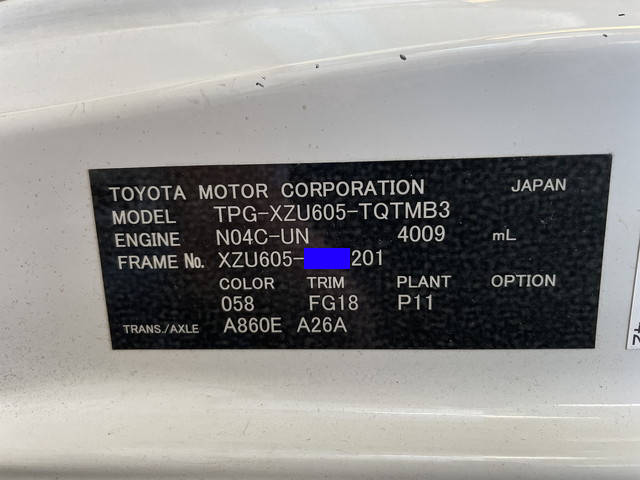 TOYOTA MOTOR CORPORATION JAPAN
MODEL TPG-XZU605-TQTMB3
ENGINE N04C-UN 4009 mL
FRAME No. XZU605- 201
COLOR TRIM PLANT OPTION
058 FG18 P11
TRANS./AXLE A860E A26A
42